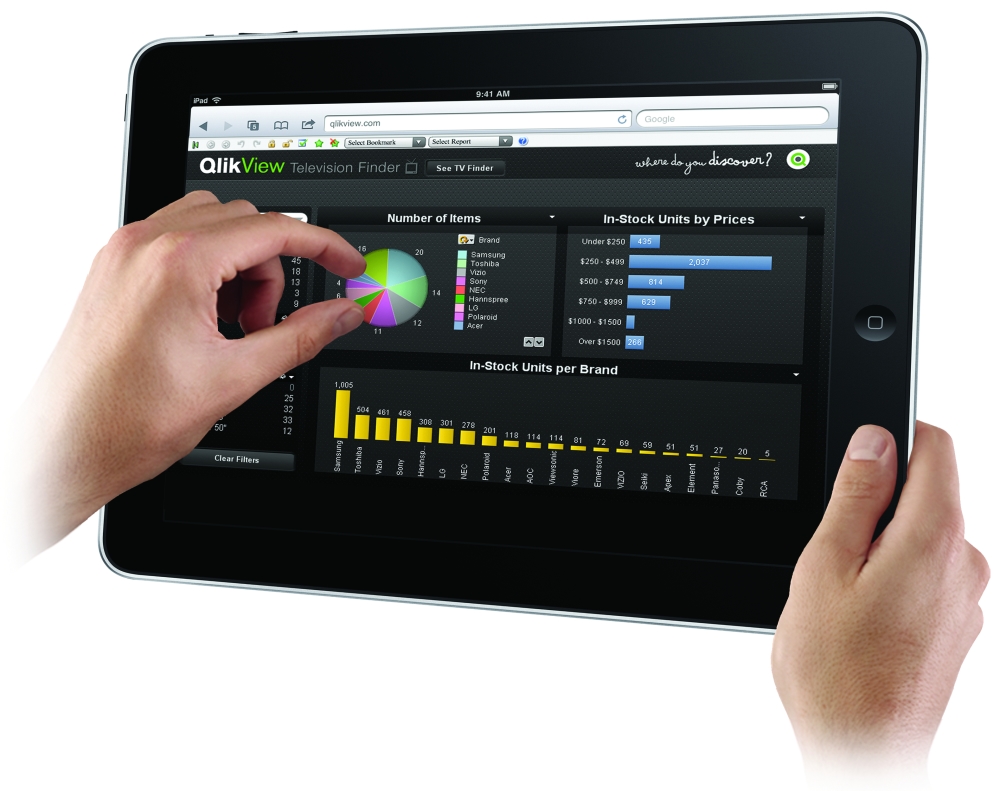 iPad
9:41 AM
qlikview.com
Google
Select Bookmark
Select Report
QlikView Television Finder
See TV Finder
where do you discover?
Number of Items
Brand
Samsung
Toshiba
Vizio
Sony
NEC
Hannspree
LG
Polaroid
Acer
16
20
14
12
11
6
4
In-Stock Units by Prices
Under $250 435
$250 - $499 2,037
$500 - $749 814
$750 - $999 629
$1000 - $1500
Over $1500 266
45
18
13
3
9
0
25
32
33
50" 12
Clear Filters
In-Stock Units per Brand
1,005 504 461 458 308 301 278 201 118 114 114 81 72 69 59 51 51 27 20 5
Samsung Toshiba Vizio Sony Hannsp... LG NEC Polaroid Acer AOC Viewsonic Viore Emerson VIZIO Seiki Apex Element Panaso... Coby RCA